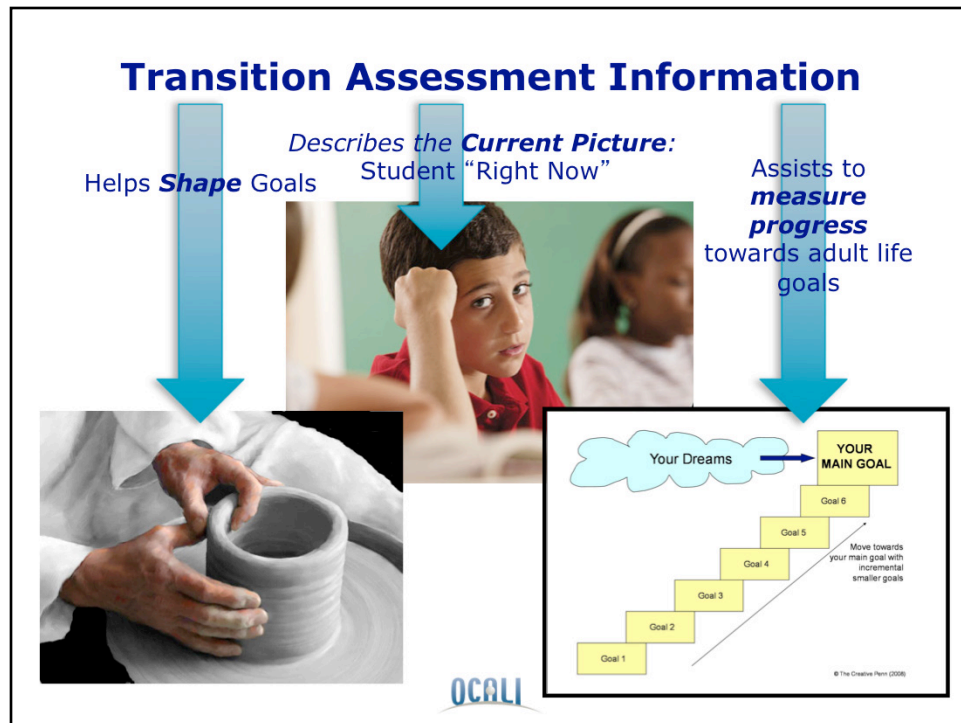 Transition Assessment Information
Helps Shape Goals
Describes the Current Picture:
Student “Right Now”
Assists to
measure
progress
towards adult life
goals
Your Dreams
YOUR
MAIN GOAL
Goal 6
Goal 5
Goal 4
Goal 3
Goal 2
Goal 1
Move towards
your main goal with
incremental
smaller goals
© The Creative Penn (2008)
OCALI